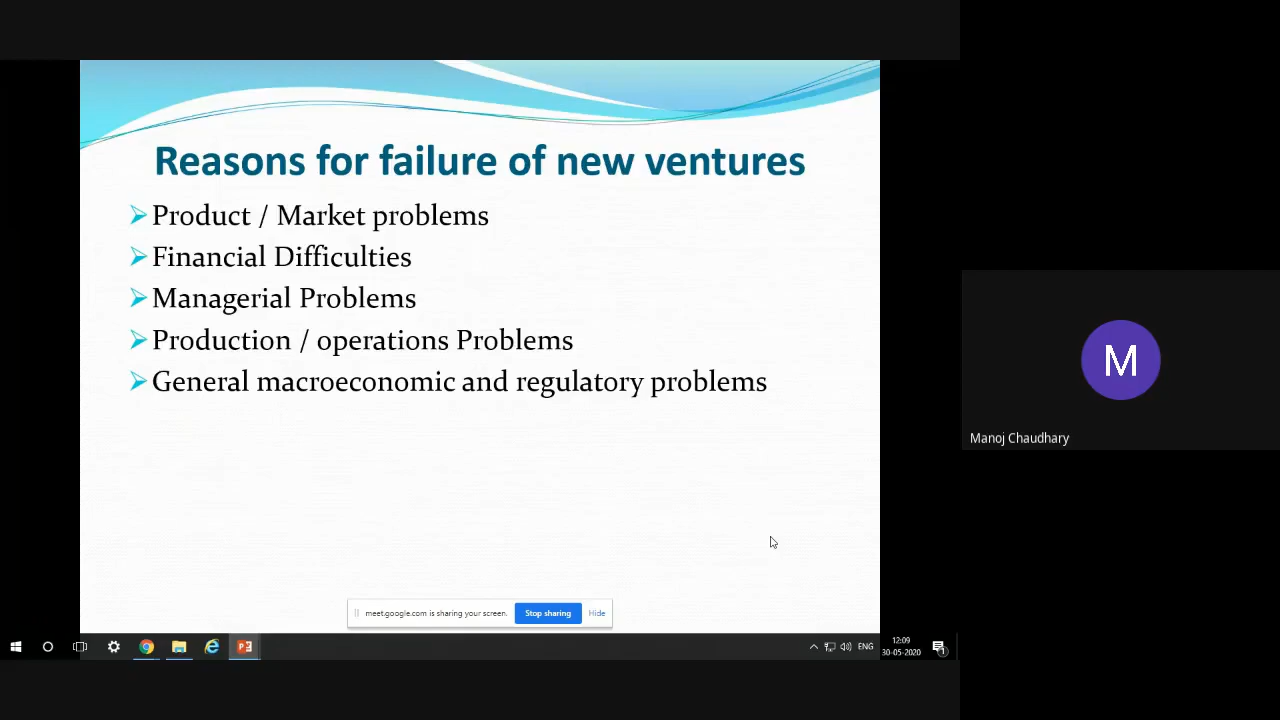 Reasons for failure of new ventures
Product / Market problems
Financial Difficulties
Managerial Problems
Production / operations Problems
General macroeconomic and regulatory problems
M
Manoj Chaudhary
meet.google.com is sharing your screen.
Stop sharing
Hide
ENG
12:09
30-05-2020
1